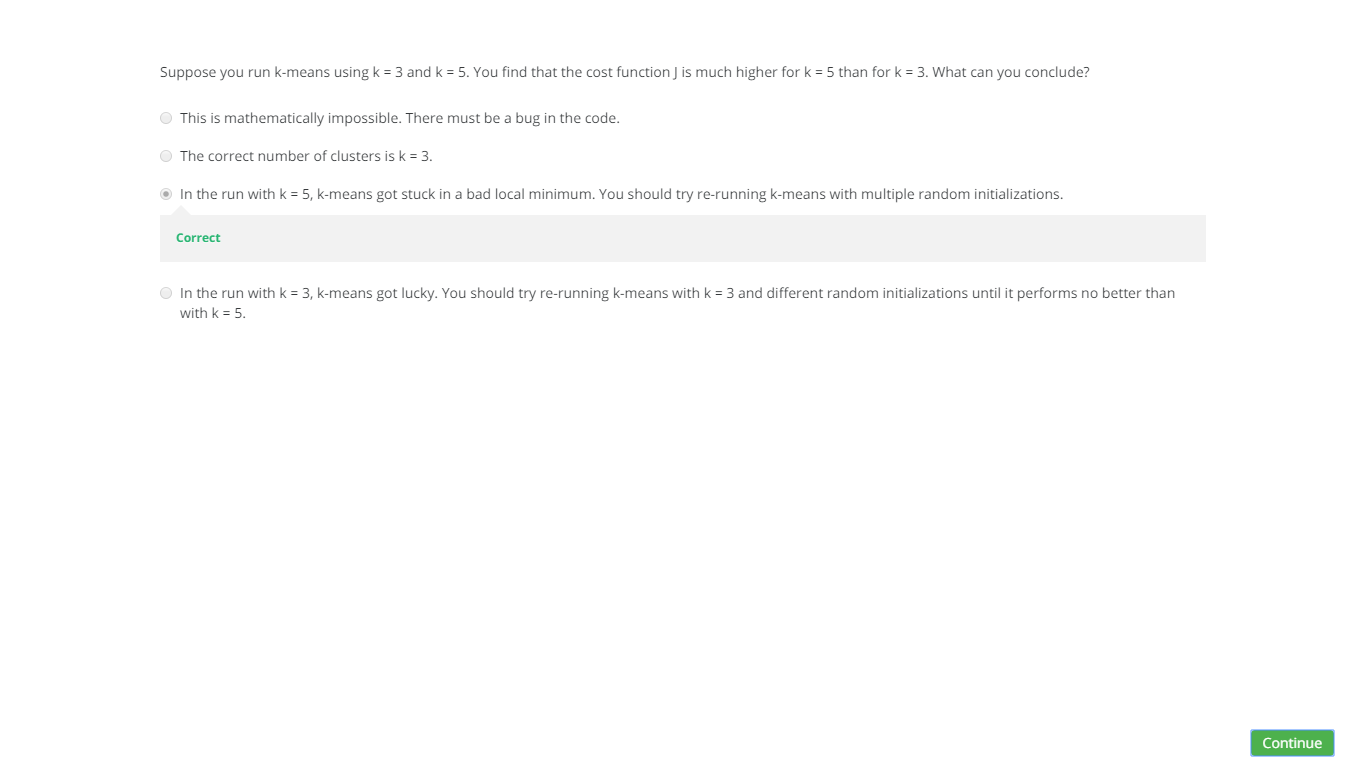 Suppose you run k-means using k = 3 and k = 5. You find that the cost function J is much higher for k = 5 than for k = 3. What can you conclude?
This is mathematically impossible. There must be a bug in the code.
The correct number of clusters is k = 3.
In the run with k = 5, k-means got stuck in a bad local minimum. You should try re-running k-means with multiple random initializations.
Correct
In the run with k = 3, k-means got lucky. You should try re-running k-means with k = 3 and different random initializations until it performs no better than
with k = 5.
Continue